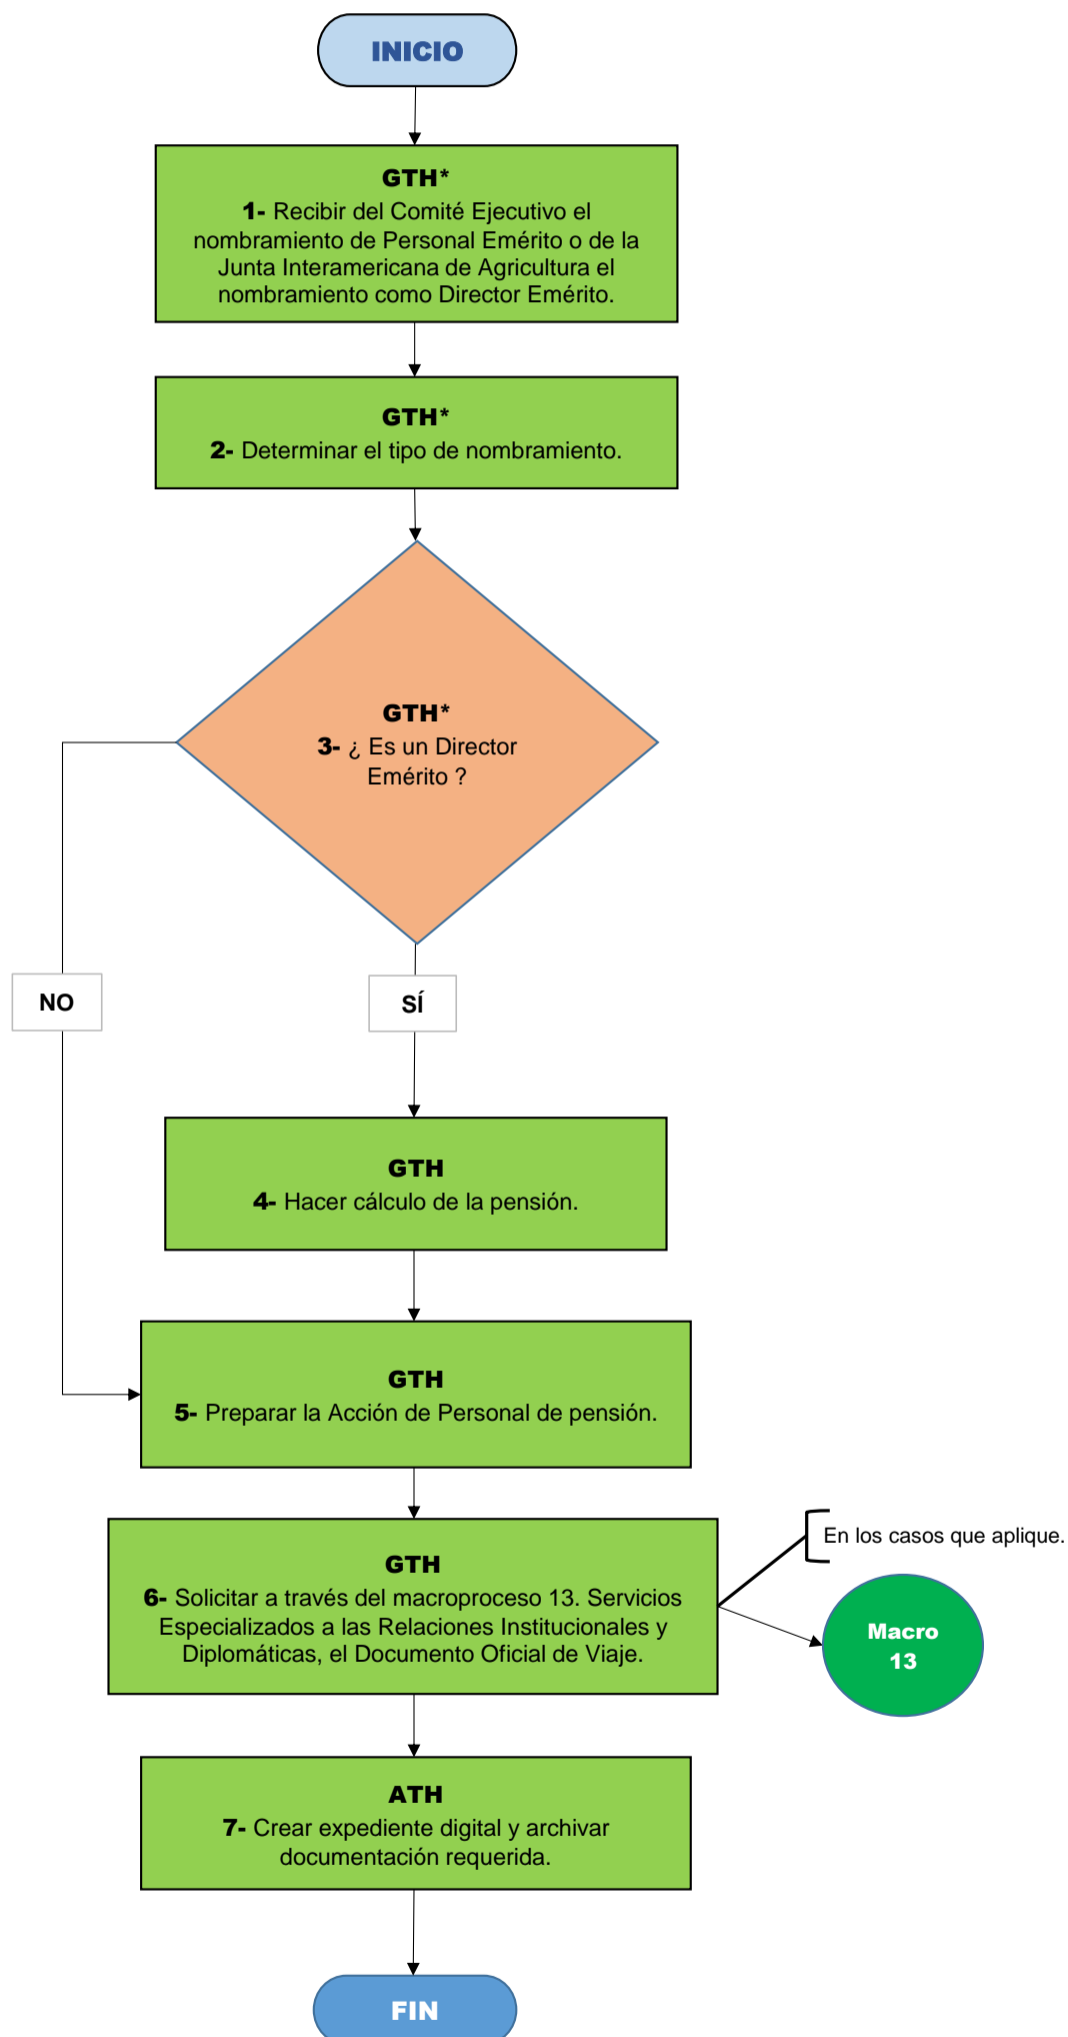 INICIO
GTH*
1- Recibir del Comité Ejecutivo el
nombramiento de Personal Emérito o de la
Junta Interamericana de Agricultura el
nombramiento como Director Emérito.
GTH*
2- Determinar el tipo de nombramiento.
GTH*
3- ¿ Es un Director
Emérito ?
NO
SÍ
GTH
4- Hacer cálculo de la pensión.
GTH
5- Preparar la Acción de Personal de pensión.
GTH
6- Solicitar a través del macroproceso 13. Servicios
Especializados a las Relaciones Institucionales y
Diplomáticas, el Documento Oficial de Viaje.
En los casos que aplique.
Macro
13
ATH
7- Crear expediente digital y archivar
documentación requerida.
FIN